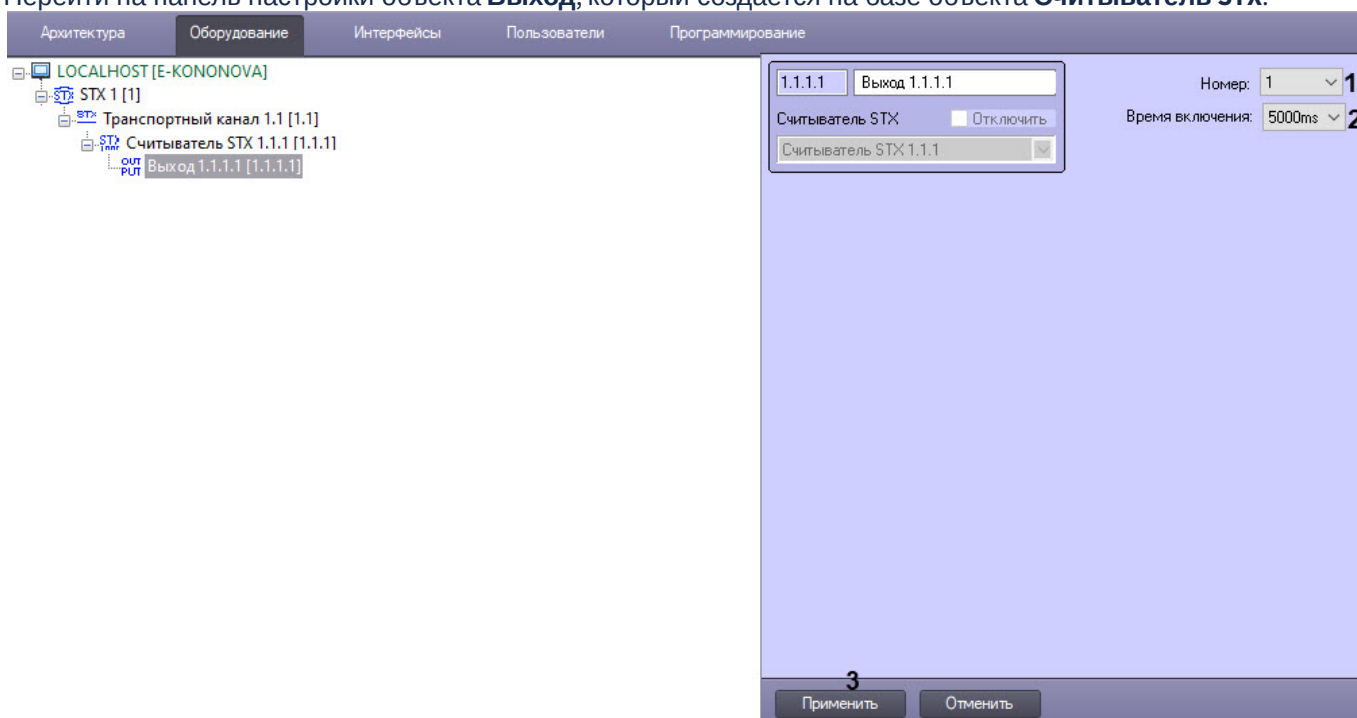 Перейти на панель настройки объекта Выход, который создается на базе объекта Считыватель STX.
Архитектура Оборудование Интерфейсы Пользователи Программирование
LOCALHOST [E-KONONOVA]
STX 1 [1]
Транспортный канал 1.1 [1.1]
Считыватель STX 1.1.1 [1.1.1]
OUT
PUT Выход 1.1.1.1 [1.1.1.1]
1.1.1.1 Выход 1.1.1.1
Считыватель STX Отключить
Считыватель STX 1.1.1
Номер: 1 1
Время включения: 5000ms 2
3
Применить Отменить